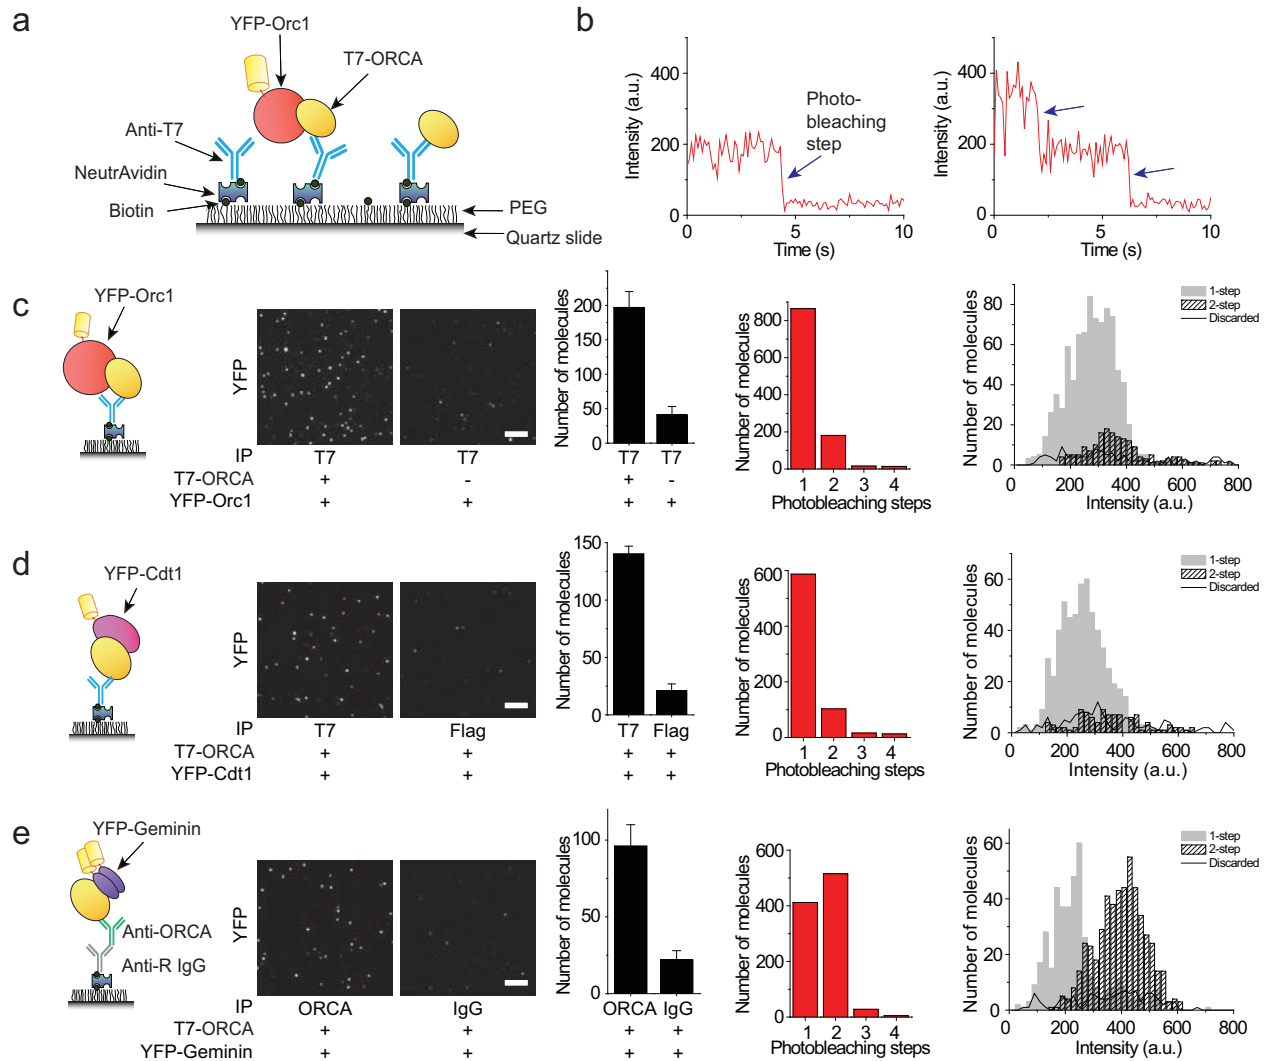 a
YFP-Orc1
T7-ORCA
Anti-T7
NeutrAvidin
Biotin
PEG
Quartz slide
b
Intensity (a.u.)
400
200
0
0
5
10
Time (s)
Photo-
bleaching
step
Intensity (a.u.)
400
200
0
0
5
10
Time (s)
c
YFP-Orc1
YFP
IP T7 T7
T7-ORCA + -
YFP-Orc1 + +
Number of molecules
200
150
100
50
0
T7 T7
+ -
+ +
Number of molecules
800
600
400
200
0
1 2 3 4
Photobleaching steps
Number of molecules
80
60
40
20
0
0 200 400 600 800
Intensity (a.u.)
1-step
2-step
Discarded
d
YFP-Cdt1
YFP
IP T7 Flag
T7-ORCA + +
YFP-Cdt1 + +
Number of molecules
150
100
50
0
T7 Flag
+ +
+ +
Number of molecules
600
400
200
0
1 2 3 4
Photobleaching steps
Number of molecules
60
40
20
0
0 200 400 600 800
Intensity (a.u.)
1-step
2-step
Discarded
e
YFP-Geminin
Anti-ORCA
Anti-R IgG
YFP
IP ORCA IgG
T7-ORCA + +
YFP-Geminin + +
Number of molecules
100
50
0
ORCA IgG
+ +
+ +
Number of molecules
600
400
200
0
1 2 3 4
Photobleaching steps
Number of molecules
60
40
20
0
0 200 400 600 800
Intensity (a.u.)
1-step
2-step
Discarded